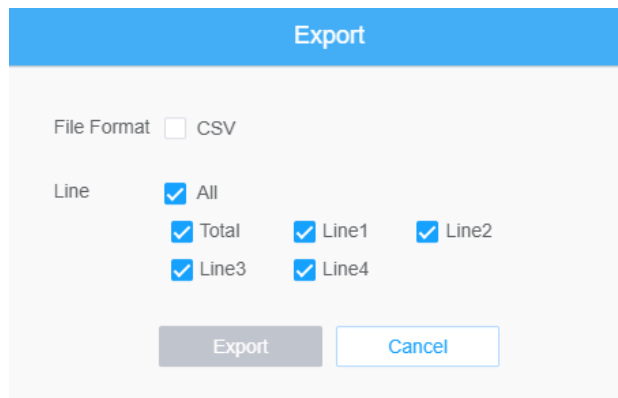 Export
File Format CSV
Line All
Total Line1 Line2
Line3 Line4
Export Cancel